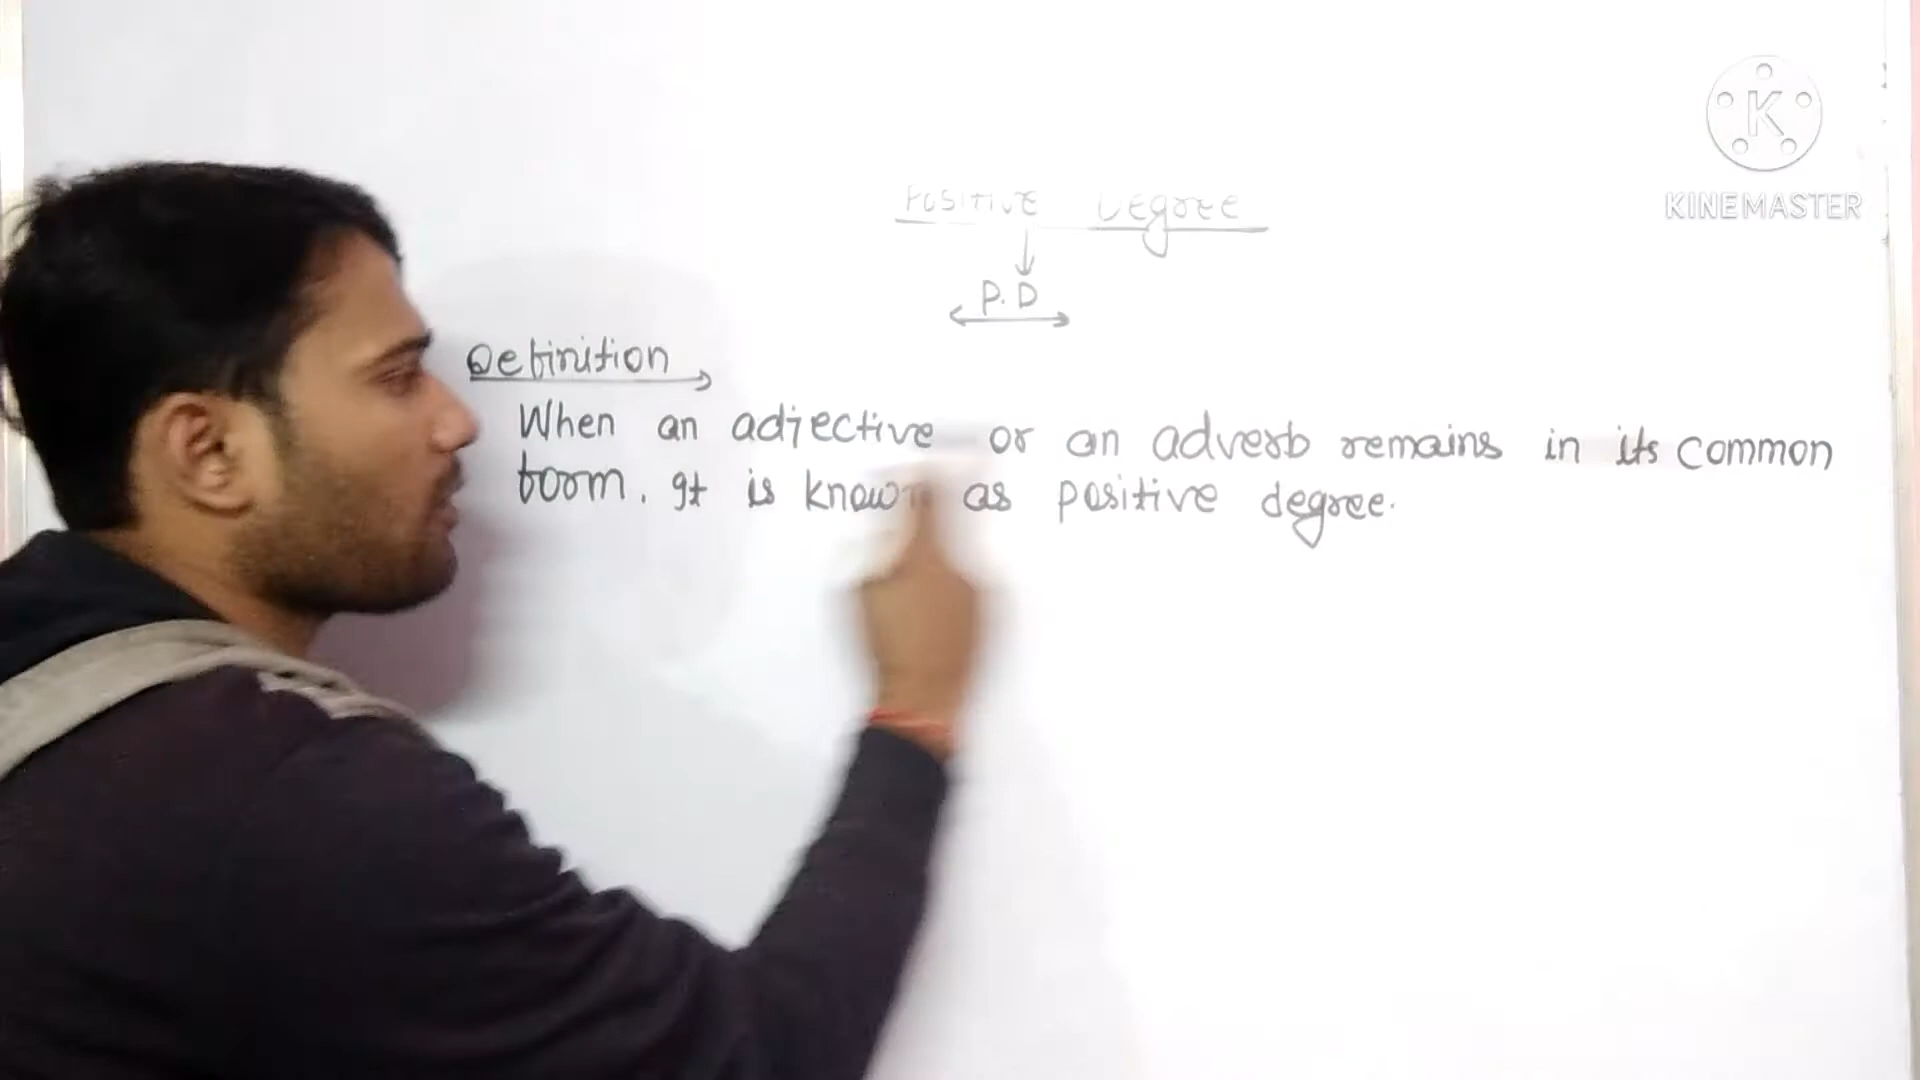 POSITIVE Degree
P.D
Definition
When an adjective or an adverb remains in its common
form. It is known as positive degree.
K
KINEMASTER